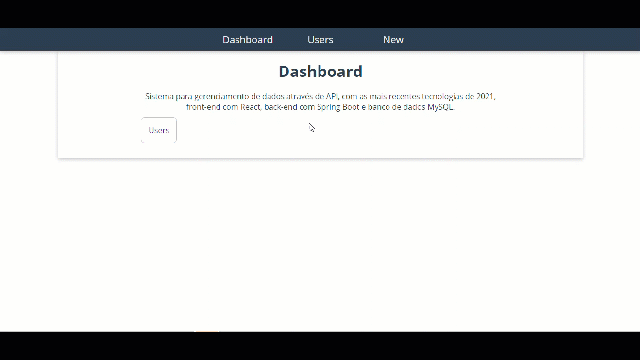 Dashboard Users New
Dashboard
Sistema para gerenciamento de dados através de API, com as mais recentes tecnologias de 2021,
front-end com React, back-end com Spring Boot e banco de dados MySQL.
Users